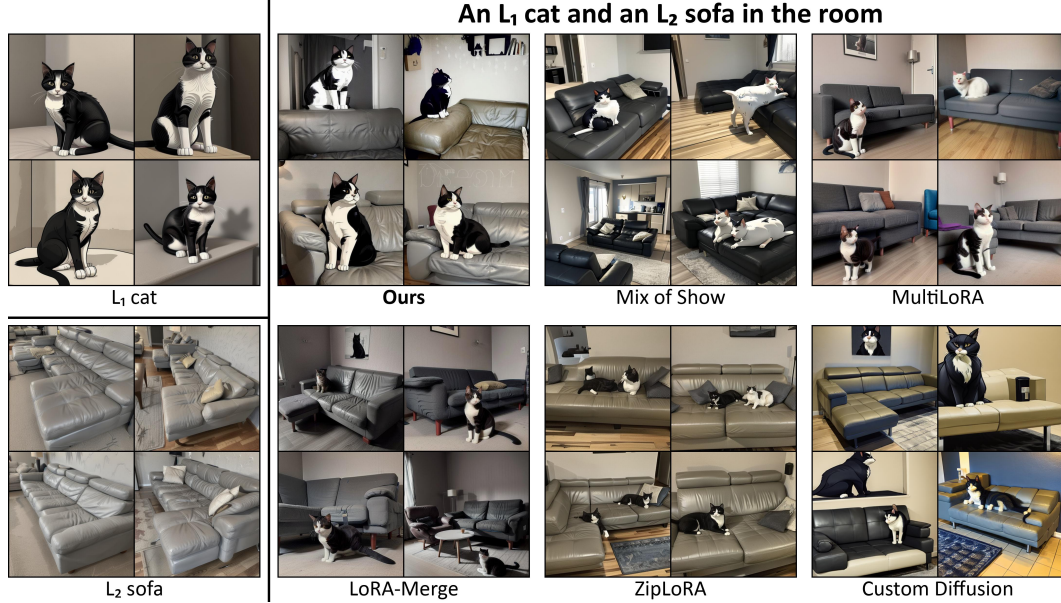 An L₁ cat and an L₂ sofa in the room
L₁ cat
Ours
Mix of Show
MultiLoRA
L₂ sofa
LoRA-Merge
ZipLoRA
Custom Diffusion